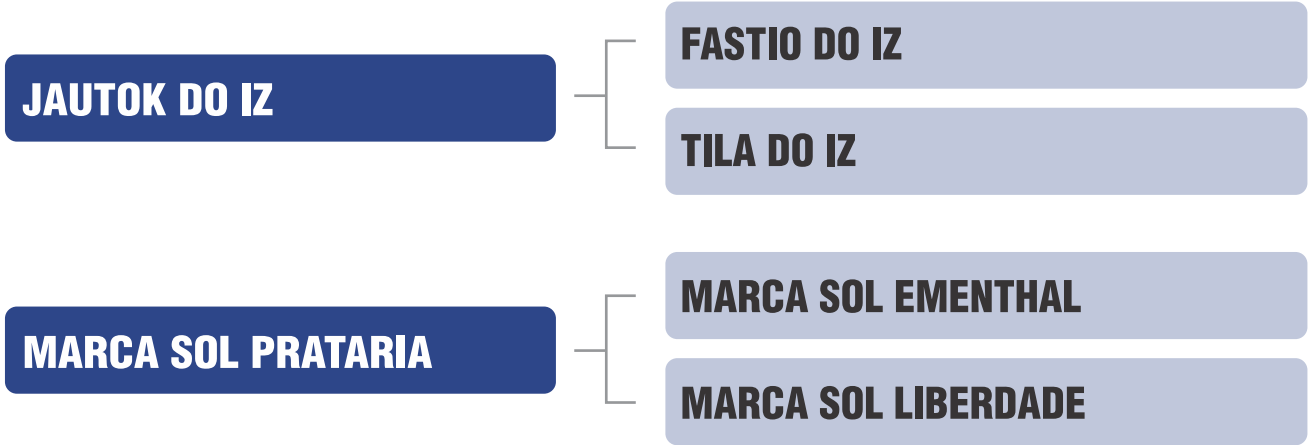 JAUTOK DO IZ
FASTIO DO IZ
TILA DO IZ
MARCA SOL PRATARIA
MARCA SOL EMENTHAL
MARCA SOL LIBERDADE